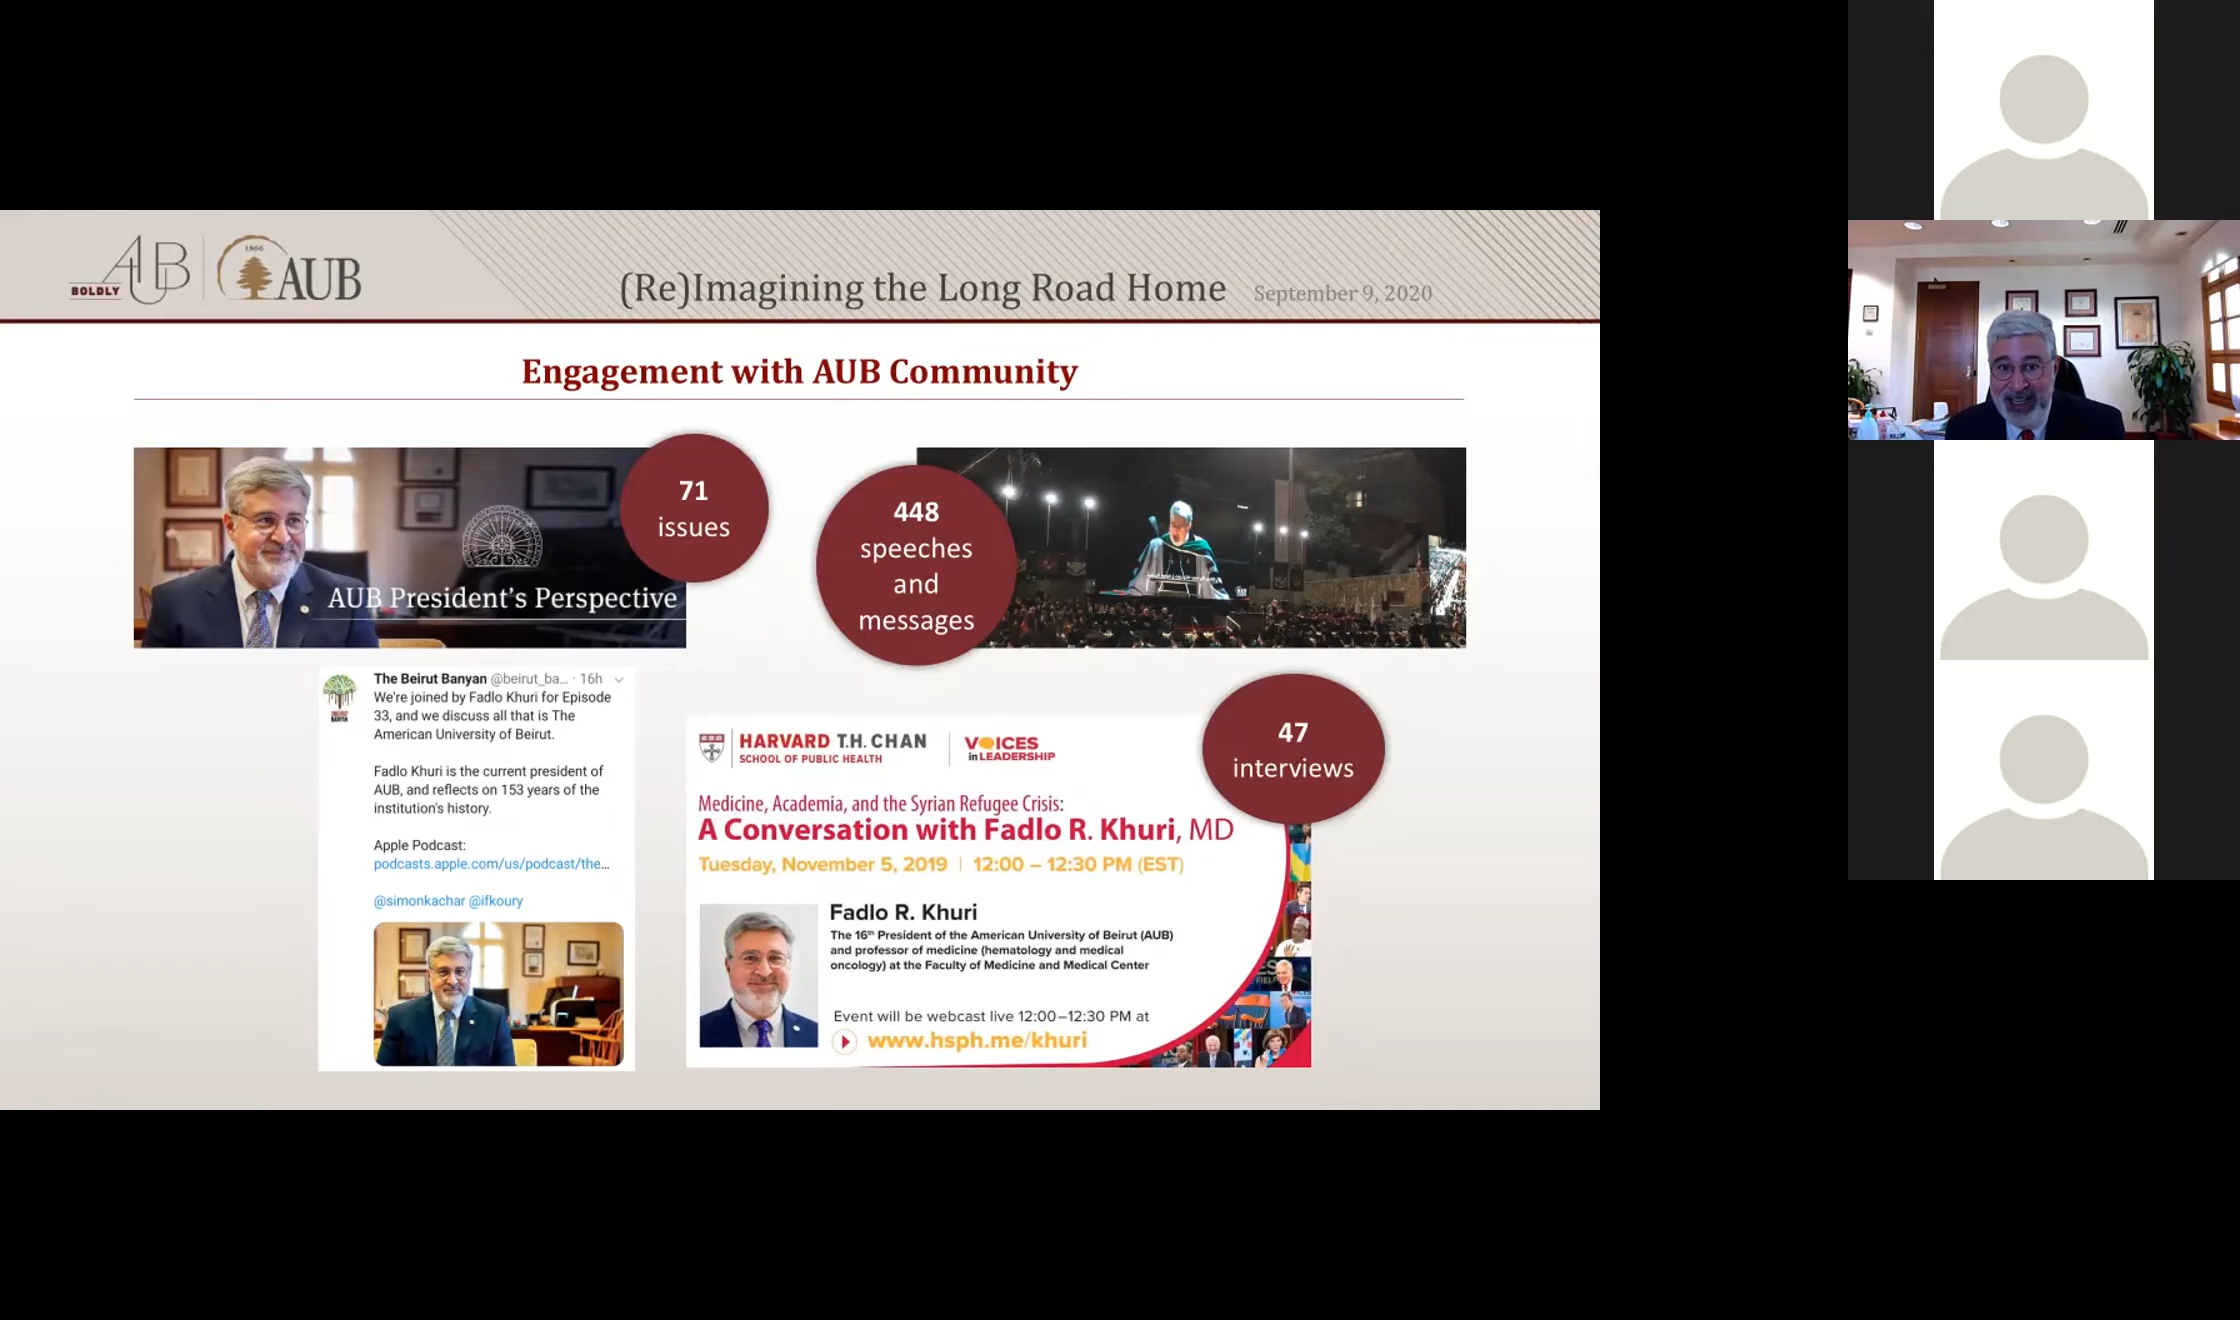 AUB
BOLDLY
1866
AUB
(Re)Imagining the Long Road Home
September 9, 2020
Engagement with AUB Community
71
issues
AUB President's Perspective
448
speeches
and
messages
The Beirut Banyan @beirut_ba... · 16h
We're joined by Fadlo Khuri for Episode
33, and we discuss all that is The
American University of Beirut.
Fadlo Khuri is the current president of
AUB, and reflects on 153 years of the
institution's history.
Apple Podcast:
podcasts.apple.com/us/podcast/the...
@simonkachar @ifkoury
47
interviews
HARVARD T.H. CHAN
SCHOOL OF PUBLIC HEALTH
VOICES
in LEADERSHIP
Medicine, Academia, and the Syrian Refugee Crisis:
A Conversation with Fadlo R. Khuri, MD
Tuesday, November 5, 2019 | 12:00 – 12:30 PM (EST)
Fadlo R. Khuri
The 16th President of the American University of Beirut (AUB)
and professor of medicine (hematology and medical
oncology) at the Faculty of Medicine and Medical Center
Event will be webcast live 12:00–12:30 PM at
www.hsph.me/khuri